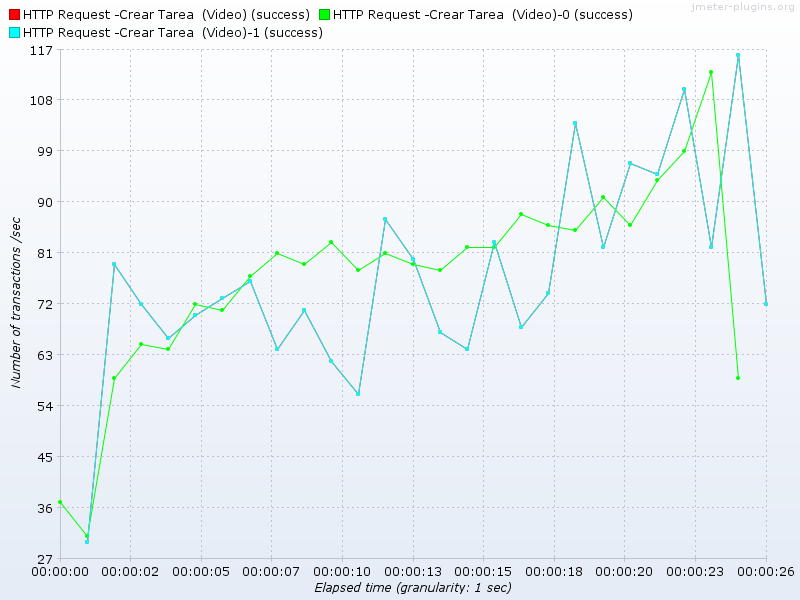 HTTP Request -Crear Tarea  (Video) (success) HTTP Request -Crear Tarea  (Video)-0 (success)
jmeter-plugins.org
HTTP Request -Crear Tarea  (Video)-1 (success)
117
108
99
90
81
72
63
54
45
36
27
Number of transactions /sec
00:00:00 00:00:02 00:00:05 00:00:07 00:00:10 00:00:13 00:00:15 00:00:18 00:00:20 00:00:23 00:00:26
Elapsed time (granularity: 1 sec)